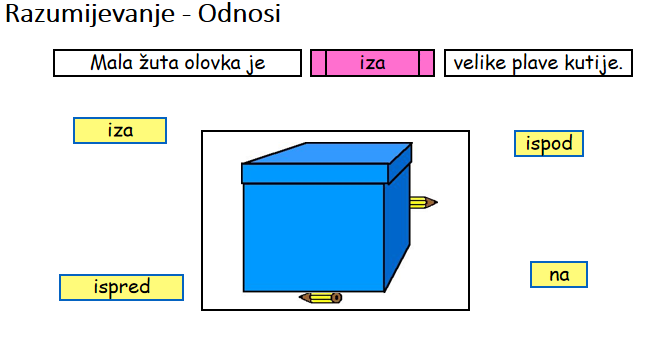 Razumijevanje - Odnosi
Mala žuta olovka je iza velike plave kutije.
iza
ispod
ispred
na